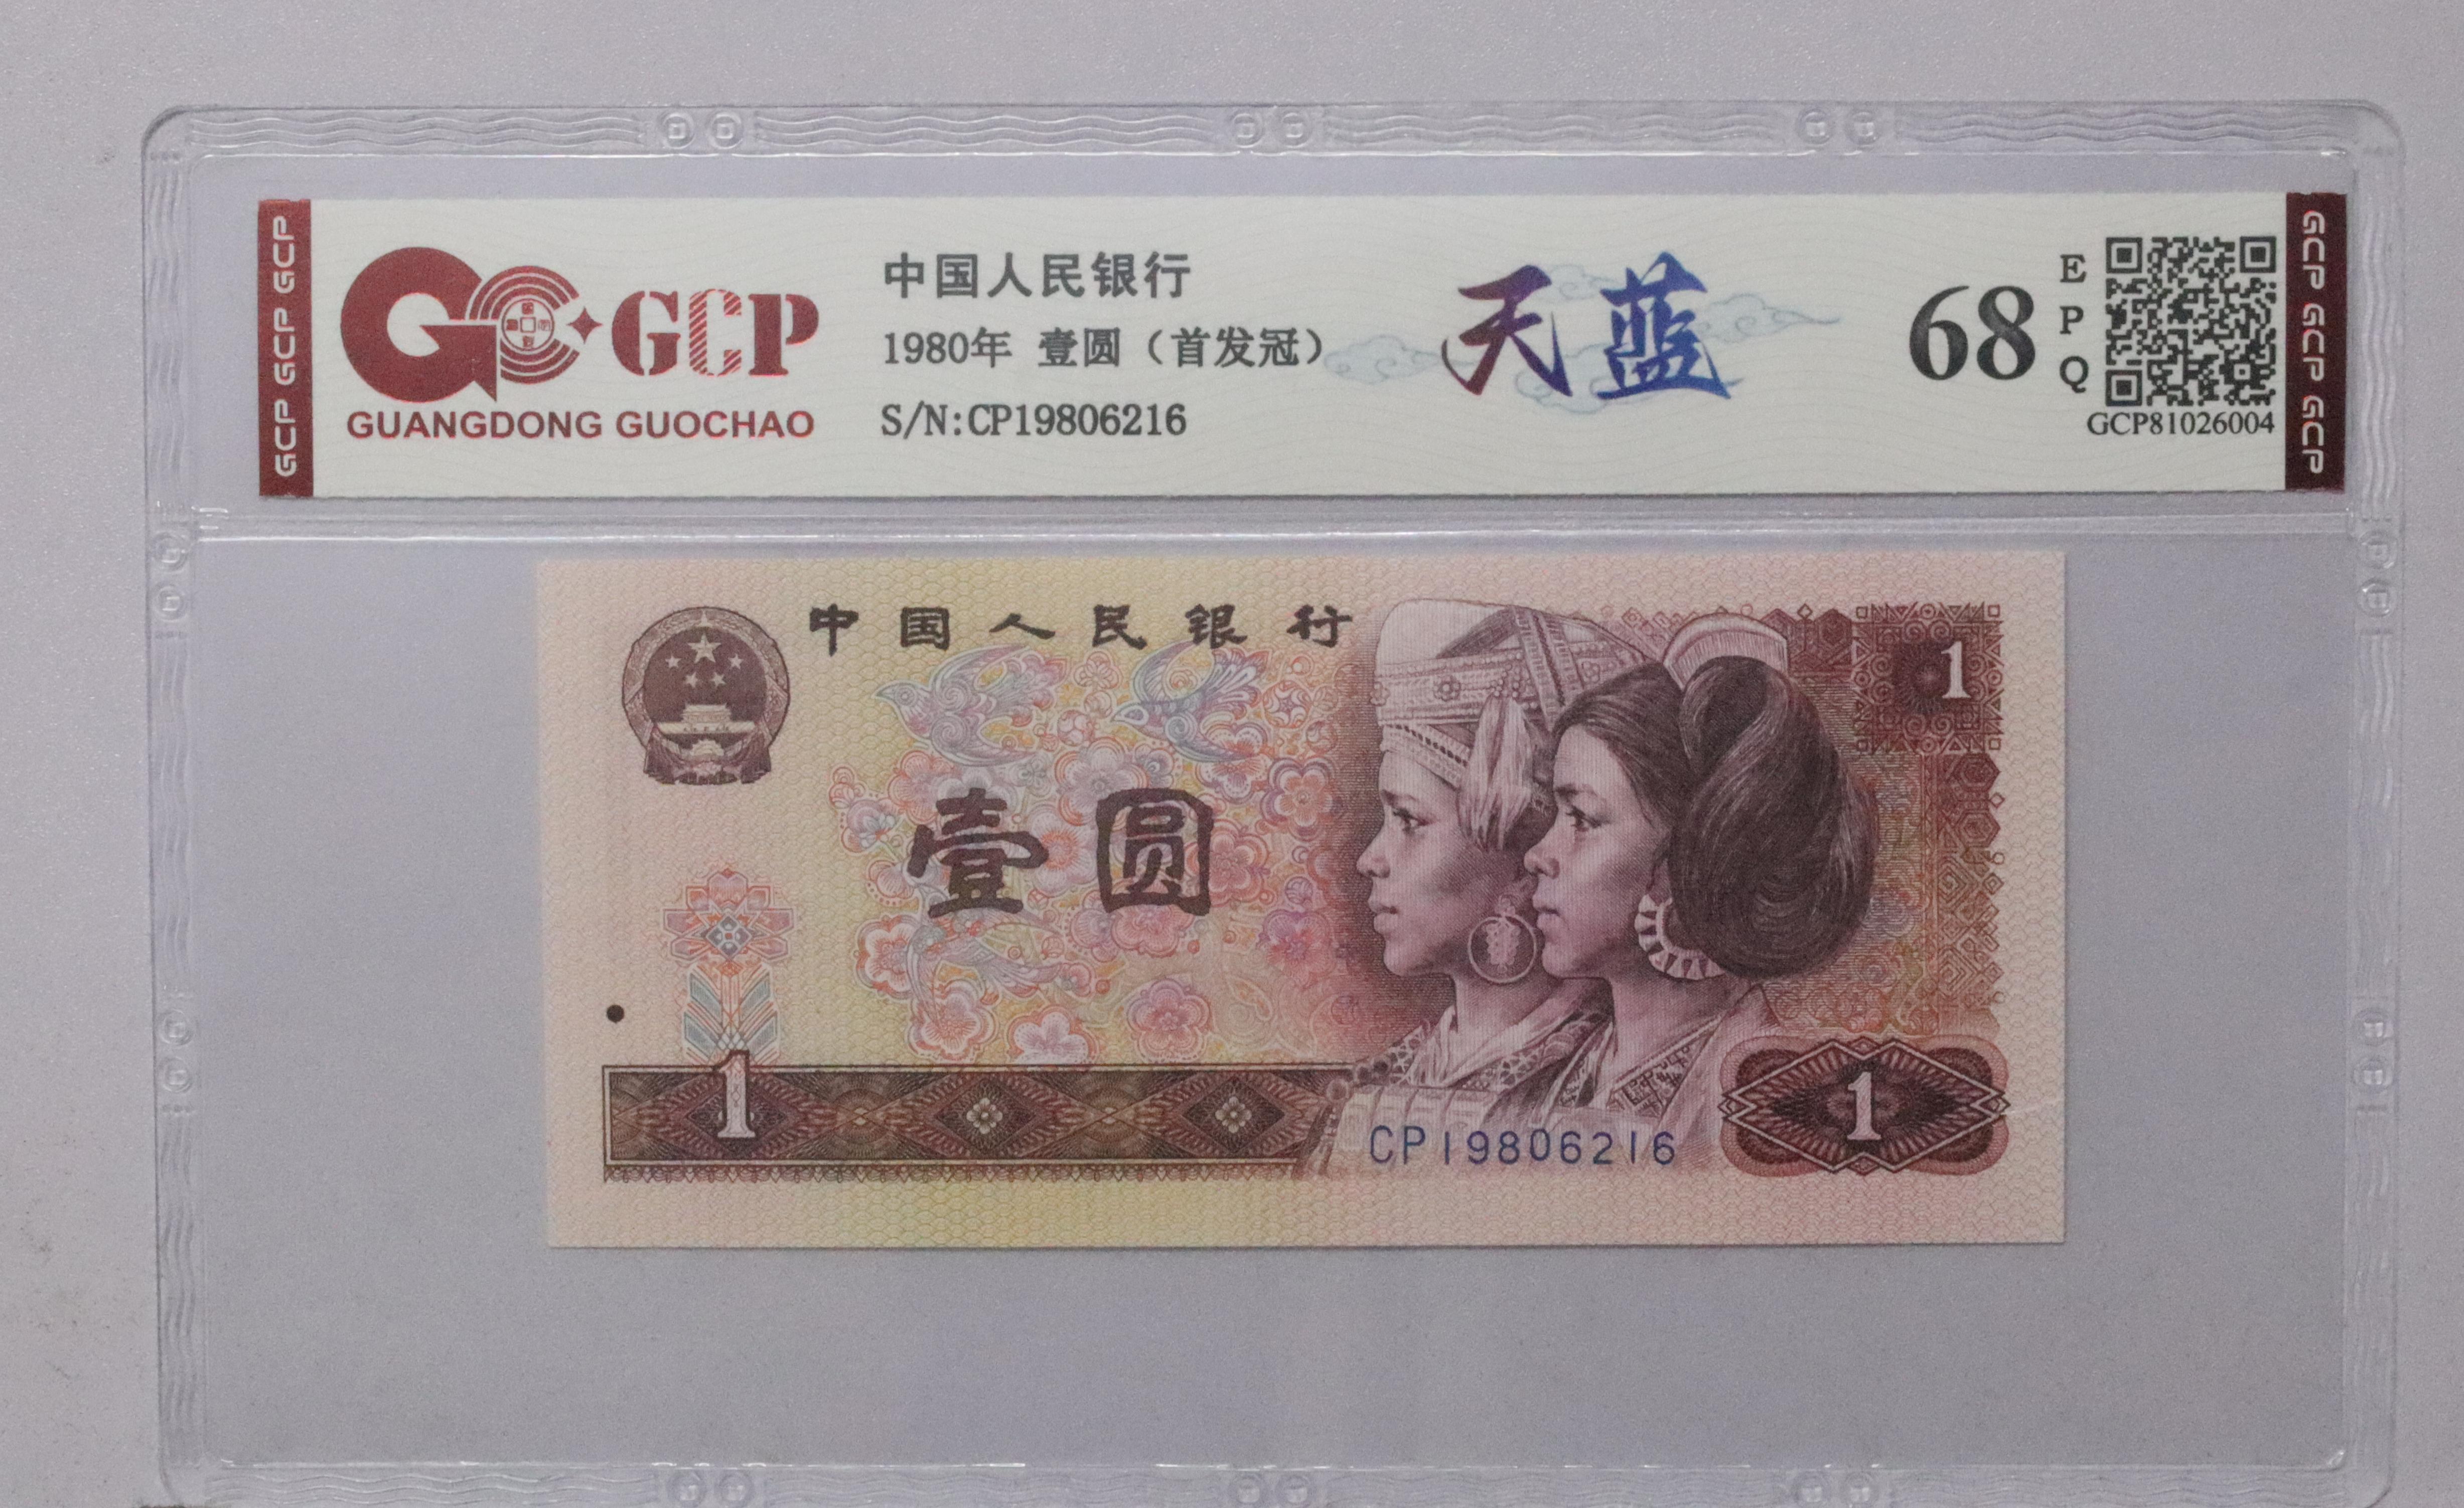 GCP GCP GCP
GCP
GUANGDONG GUOCHAO
中国人民银行
1980年 壹圆（首发冠）
S/N:CP19806216
天蓝
68
E
P
Q
GCP81026004
GCP GCP GCP
中国人民银行
1
壹圆
1
1
CP19806216